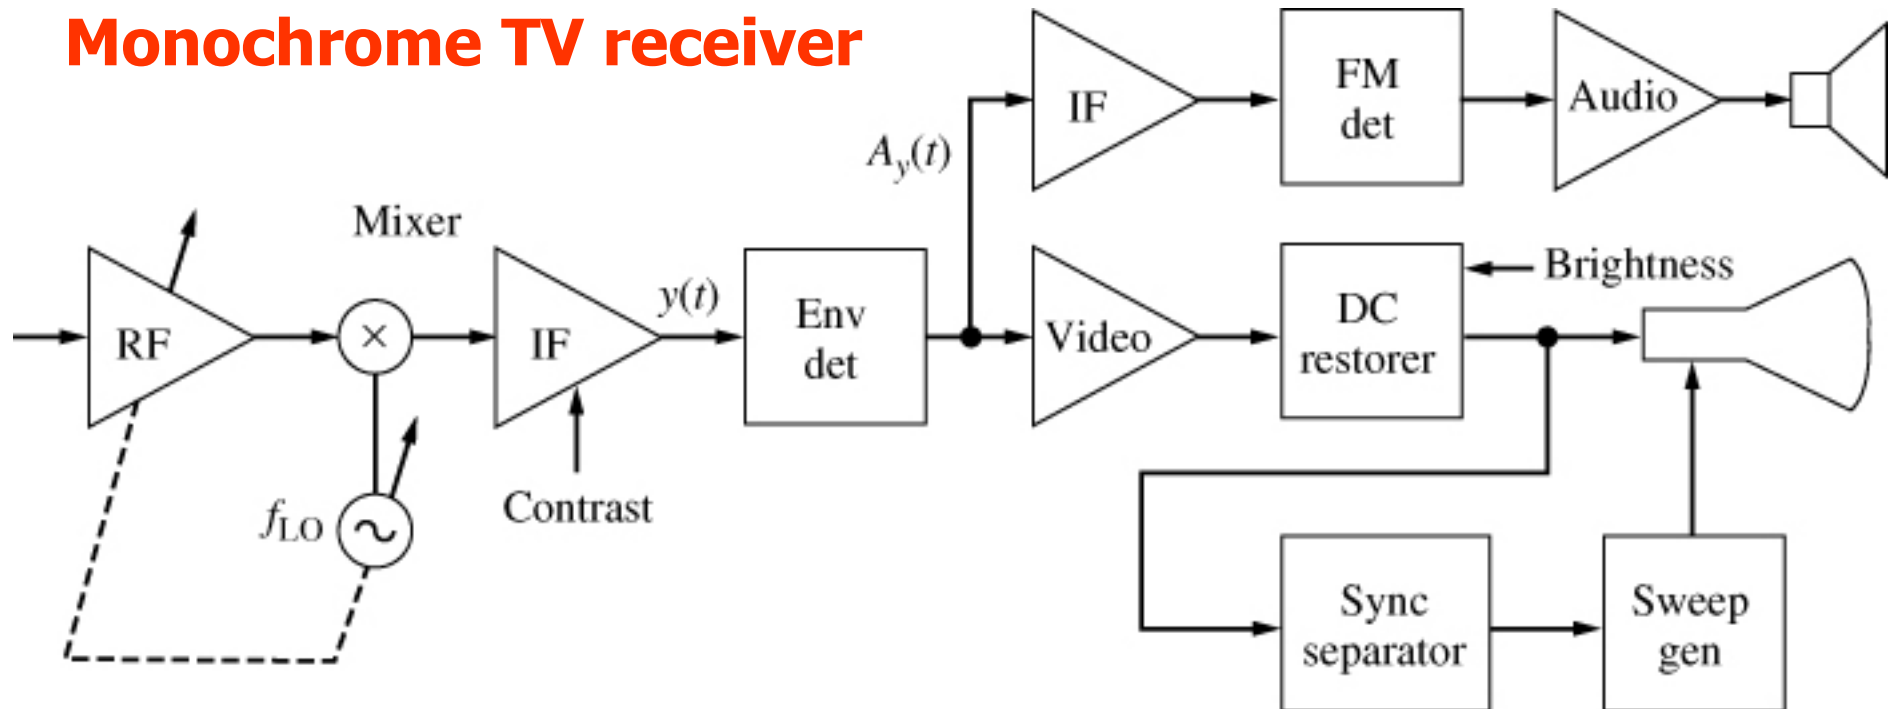 Monochrome TV receiver
IF
FM
det
Audio
A_y(t)
Mixer
RF
×
IF
y(t)
Env
det
Video
DC
restorer
Brightness
f_LO
Contrast
Sync
separator
Sweep
gen